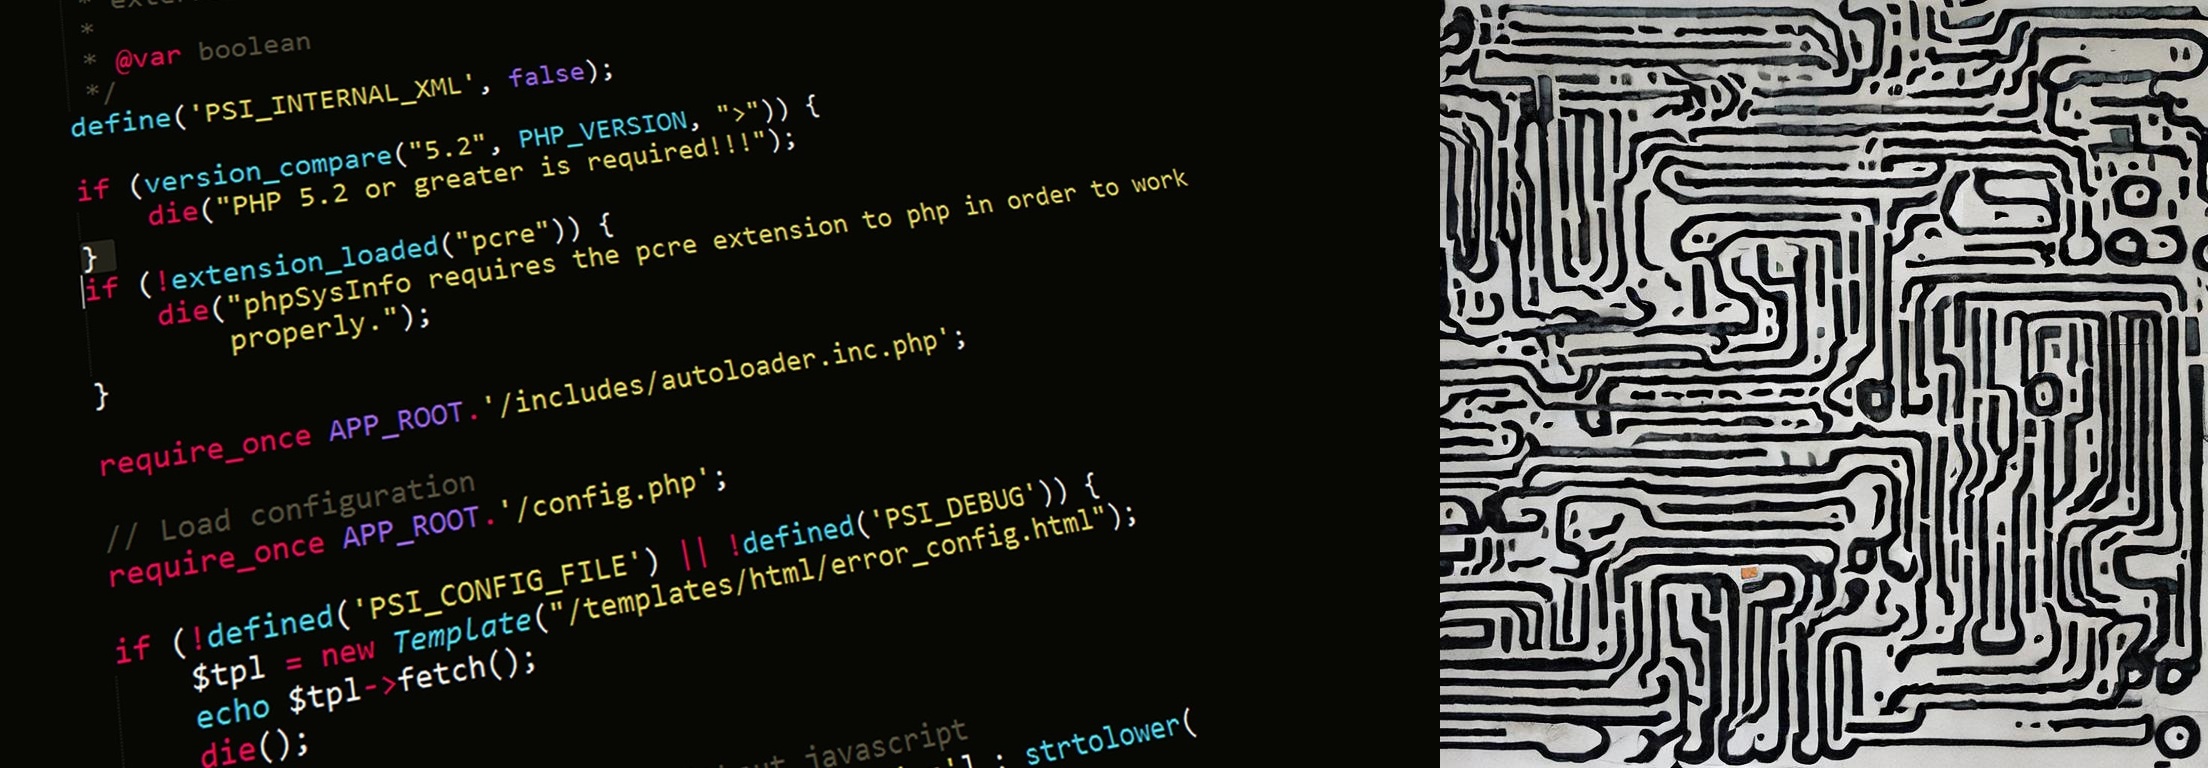 *
* @var boolean
*/
define('PSI_INTERNAL_XML', false);
if (version_compare("5.2", PHP_VERSION, ">")) {
die("PHP 5.2 or greater is required!!!");
}
if (!extension_loaded("pcre")) {
die("phpSysInfo requires the pcre extension to php in order to work
properly.");
}
require_once APP_ROOT.'/includes/autoloader.inc.php';
// Load configuration
require_once APP_ROOT.'/config.php';
if (!defined('PSI_CONFIG_FILE') || !defined('PSI_DEBUG')) {
$tpl = new Template("/templates/html/error_config.html");
echo $tpl->fetch();
die();
javascript
strtolower(